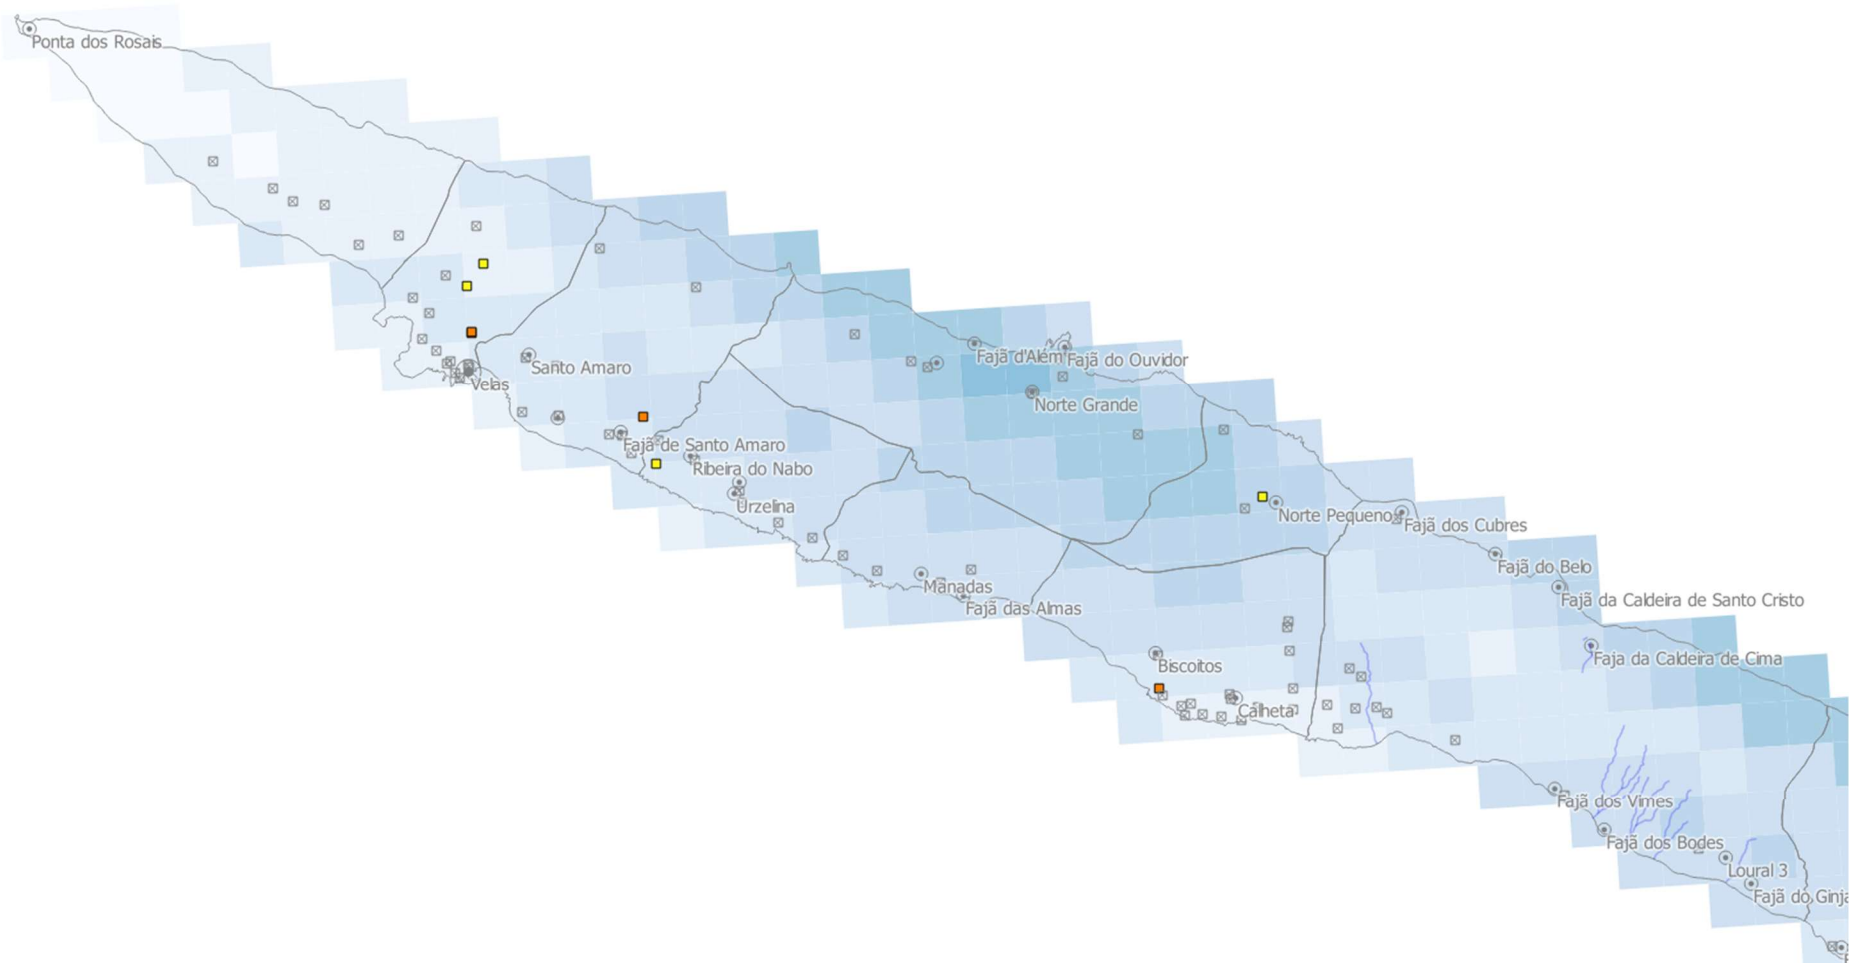 Ponta dos Rosais
Santo Amaro
Velas
Fajã d'Além
Fajã do Ouvidor
Norte Grande
Fajã de Santo Amaro
Ribeira do Nabo
Urzelina
Norte Pequeno
Fajã dos Cubres
Fajã do Belo
Manadas
Fajã das Almas
Fajã da Caldeira de Santo Cristo
Faja da Caldeira de Cima
Biscoitos
Calheta
Fajã dos Vimes
Fajã dos Bodes
Loural 3
Fajã do Ginja